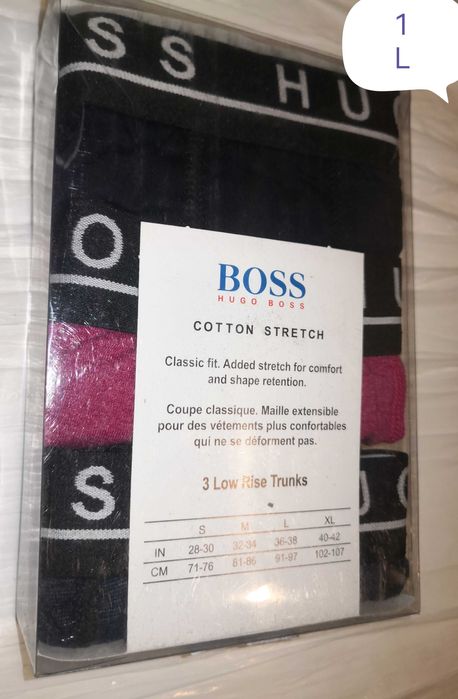 1
L
SS HU
O
BOSS
HUGO BOSS
COTTON STRETCH
Classic fit. Added stretch for comfort
and shape retention.
Coupe classique. Maille extensible
pour des vêtements plus confortables
qui ne se déforment pas.
3 Low Rise Trunks
S M L XL
IN 28-30 32-34 36-38 40-42
CM 71-76 81-86 91-97 102-107
S